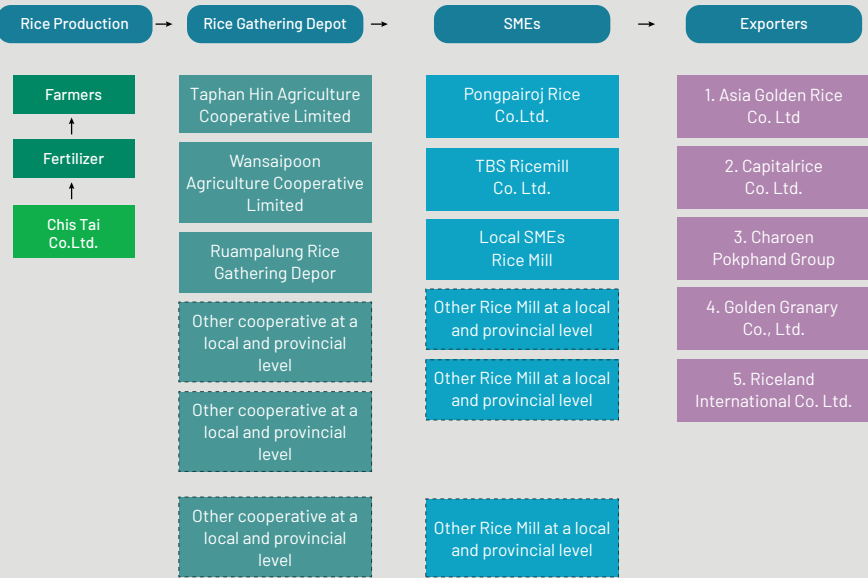 Rice Production
Rice Gathering Depot
SMEs
Exporters
Farmers
Fertilizer
Chis Tai
Co.Ltd.
Taphan Hin Agriculture
Cooperative Limited
Wansaipoon
Agriculture Cooperative
Limited
Ruampalung Rice
Gathering Depor
Other cooperative at a
local and provincial
level
Other cooperative at a
local and provincial
level
Other cooperative at a
local and provincial
level
Pongpairoj Rice
Co.Ltd.
TBS Ricemill
Co. Ltd.
Local SMEs
Rice Mill
Other Rice Mill at a local
and provincial level
Other Rice Mill at a local
and provincial level
Other Rice Mill at a local
and provincial level
1. Asia Golden Rice
Co. Ltd
2. Capitalrice
Co. Ltd.
3. Charoen
Pokphand Group
4. Golden Granary
Co., Ltd.
5. Riceland
International Co. Ltd.